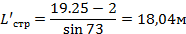 L'стр = (19.25 − 2) / (sin 73) = 18,04м